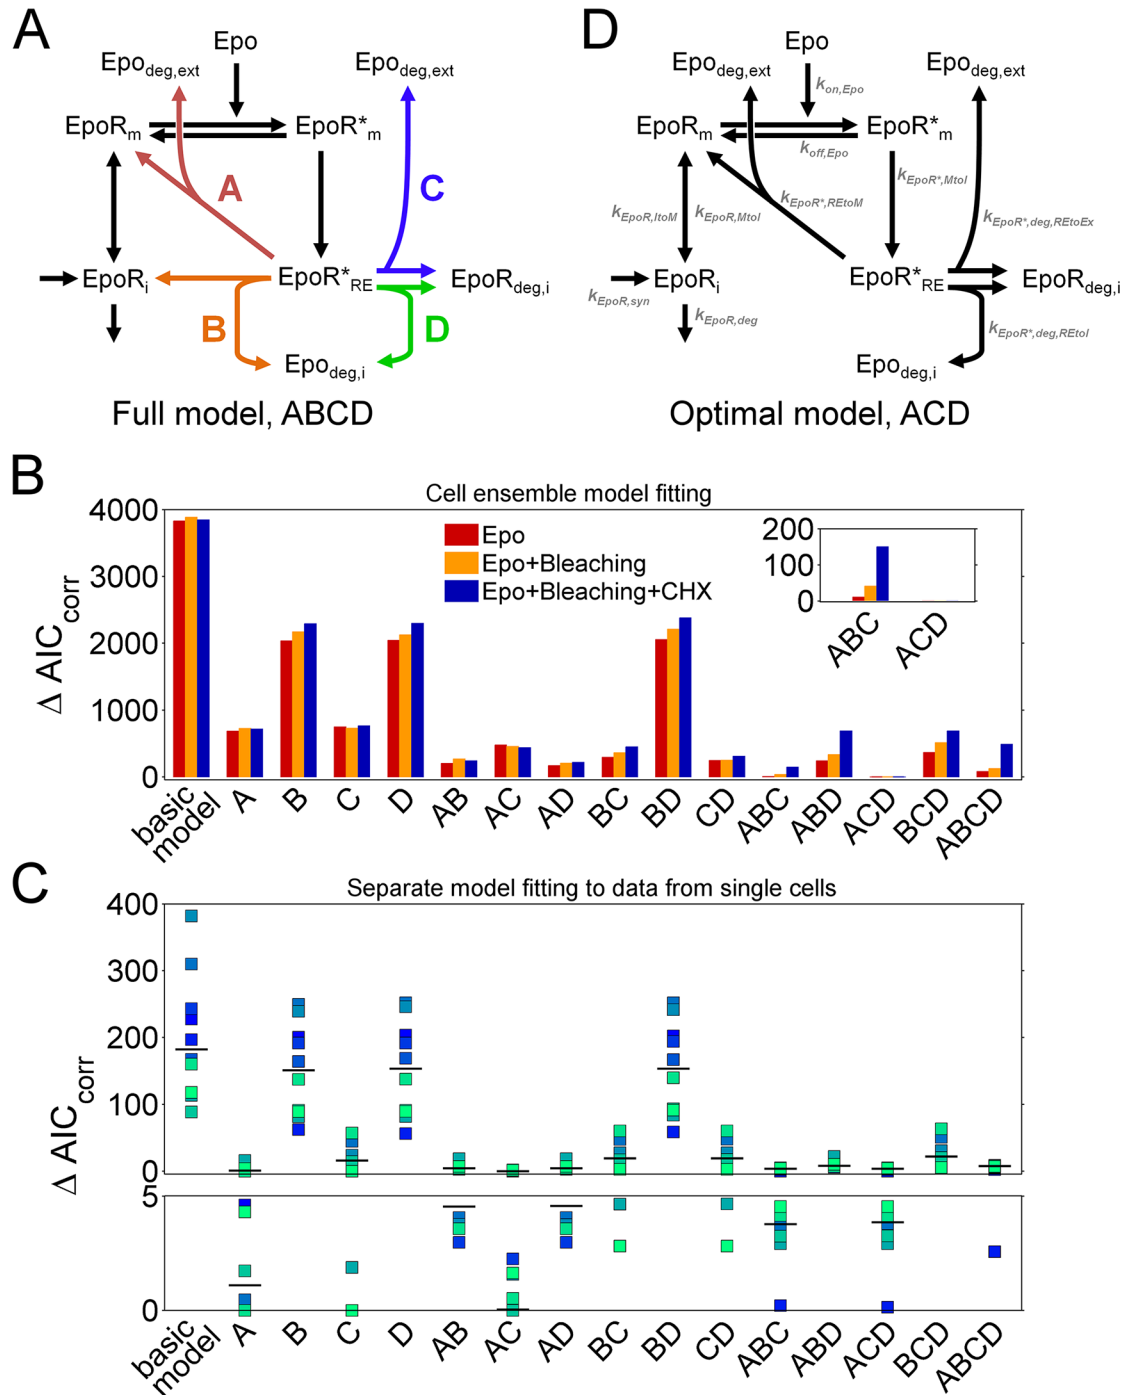 A
Epo
Epodeg,ext
Epodeg,ext
EpoRm
EpoR*m
A
C
EpoRi
EpoR*RE
EpoRdeg,i
B
D
Epodeg,i
Full model, ABCD
D
Epo
Epodeg,ext
Epodeg,ext
kon,Epo
EpoRm
EpoR*m
koff,Epo
kEpoR*,MtoI
kEpoR*,REtoM
kEpoR,ItoM
kEpoR,MtoI
kEpoR*,deg,REtoEx
EpoRi
EpoR*RE
EpoRdeg,i
kEpoR,syn
kEpoR,deg
kEpoR*,deg,REtoI
Epodeg,i
Optimal model, ACD
B
Cell ensemble model fitting
Δ AICcorr
4000
3000
2000
1000
0
Epo
Epo+Bleaching
Epo+Bleaching+CHX
200
100
0
ABC
ACD
basic model
A
B
C
D
AB
AC
AD
BC
BD
CD
ABC
ABD
ACD
BCD
ABCD
C
Separate model fitting to data from single cells
Δ AICcorr
400
300
200
100
0
5
0
basic model
A
B
C
D
AB
AC
AD
BC
BD
CD
ABC
ABD
ACD
BCD
ABCD